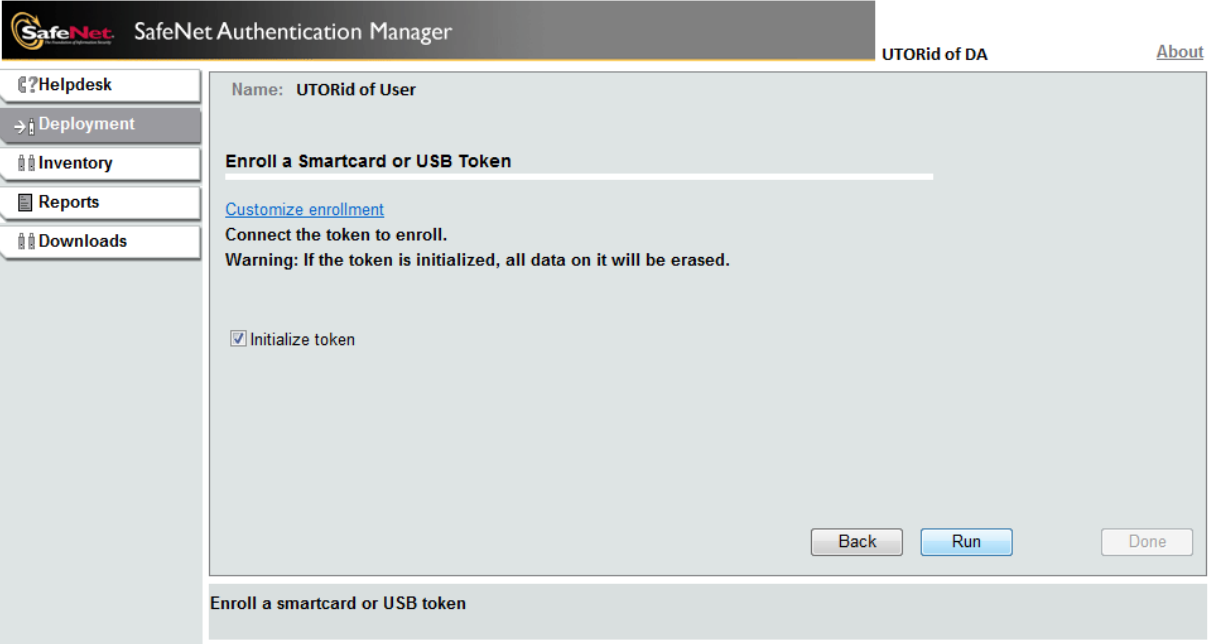 SafeNet. SafeNet Authentication Manager
UTORid of DA
About
Helpdesk
Deployment
Inventory
Reports
Downloads
Name: UTORid of User
Enroll a Smartcard or USB Token
Customize enrollment
Connect the token to enroll.
Warning: If the token is initialized, all data on it will be erased.
Initialize token
Back
Run
Done
Enroll a smartcard or USB token